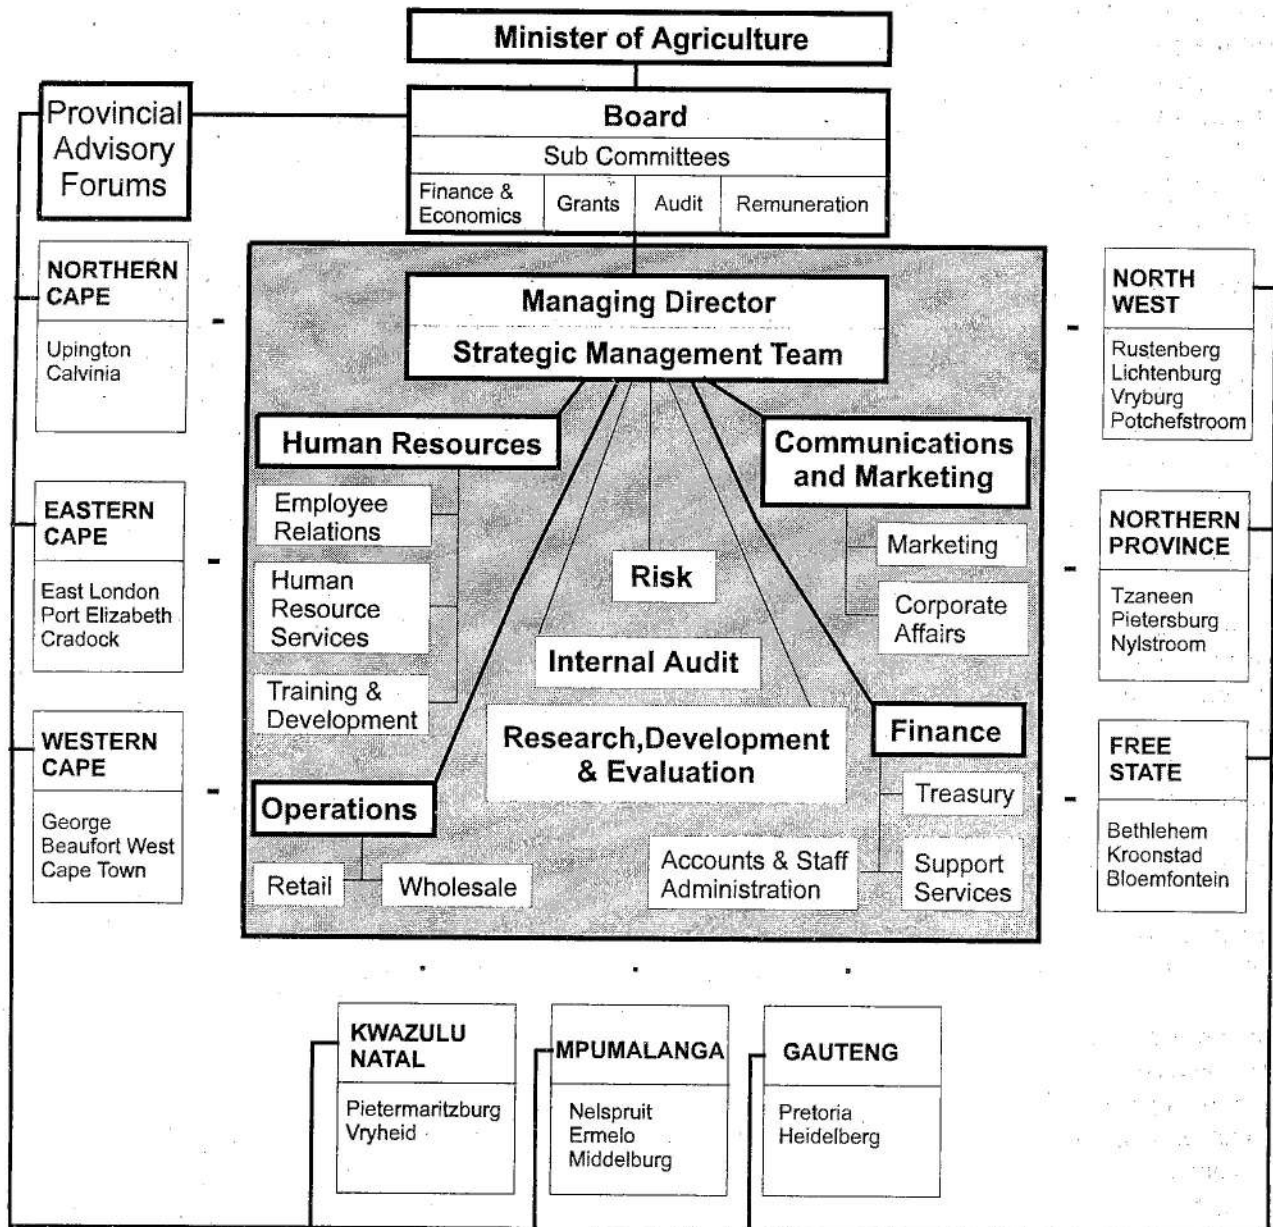 Minister of Agriculture
Provincial
Advisory
Forums
Board
Sub Committees
Finance &
Economics
Grants
Audit
Remuneration
NORTHERN
CAPE
Upington
Calvinia
EASTERN
CAPE
East London
Port Elizabeth
Cradock
WESTERN
CAPE
George
Beaufort West
Cape Town
Managing Director
Strategic Management Team
Human Resources
Employee
Relations
Human
Resource
Services
Training &
Development
Operations
Retail
Wholesale
Risk
Internal Audit
Research,Development
& Evaluation
Communications
and Marketing
Marketing
Corporate
Affairs
Finance
Treasury
Accounts & Staff
Administration
Support
Services
NORTH
WEST
Rustenberg
Lichtenburg
Vryburg
Potchefstroom
NORTHERN
PROVINCE
Tzaneen
Pietersburg
Nylstroom
FREE
STATE
Bethlehem
Kroonstad
Bloemfontein
KWAZULU
NATAL
Pietermaritzburg
Vryheid
MPUMALANGA
Nelspruit
Ermelo
Middelburg
GAUTENG
Pretoria
Heidelberg